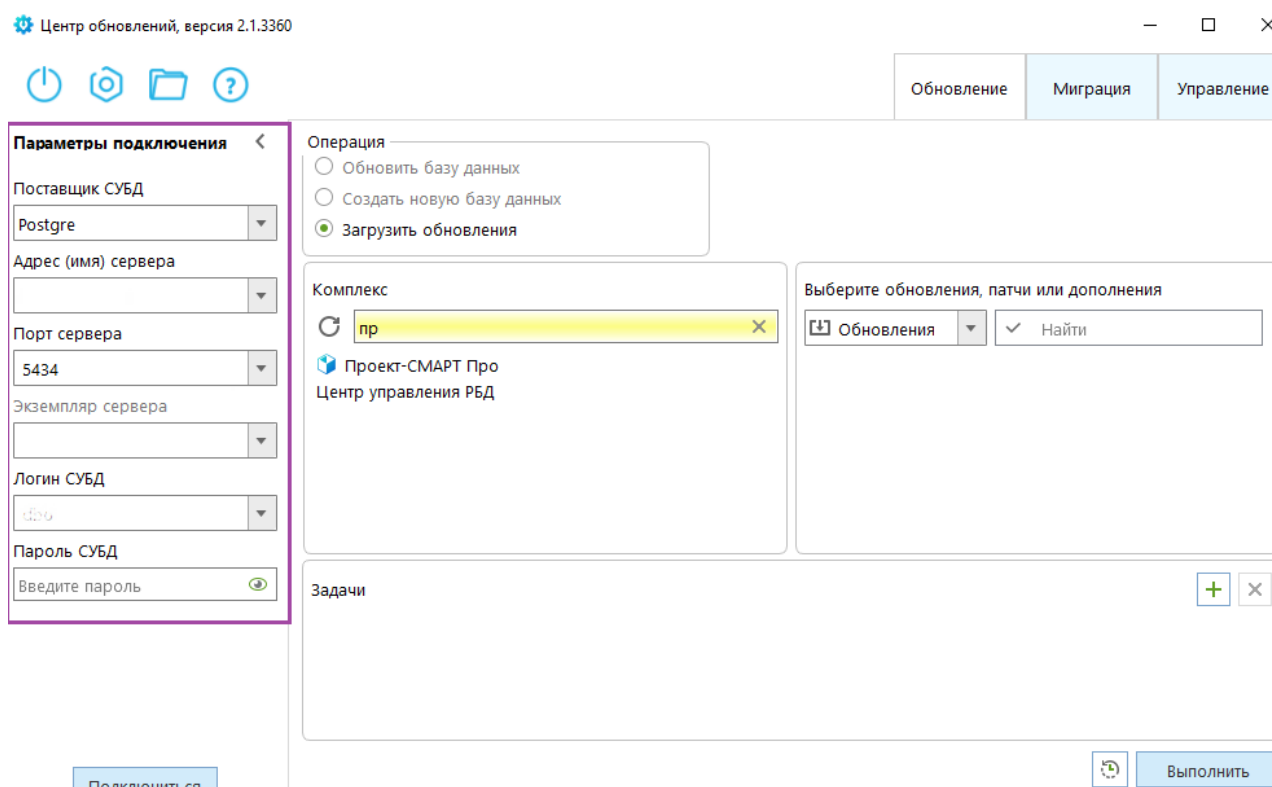 Центр обновлений, версия 2.1.3360
Обновление
Миграция
Управление
Параметры подключения
Поставщик СУБД
Postgre
Адрес (имя) сервера
Порт сервера
5434
Экземпляр сервера
Логин СУБД
Пароль СУБД
Введите пароль
Подключиться
Операция
Обновить базу данных
Создать новую базу данных
Загрузить обновления
Комплекс
пр
Проект-СМАРТ Про
Центр управления РБД
Выберите обновления, патчи или дополнения
Обновления
Найти
Задачи
Выполнить